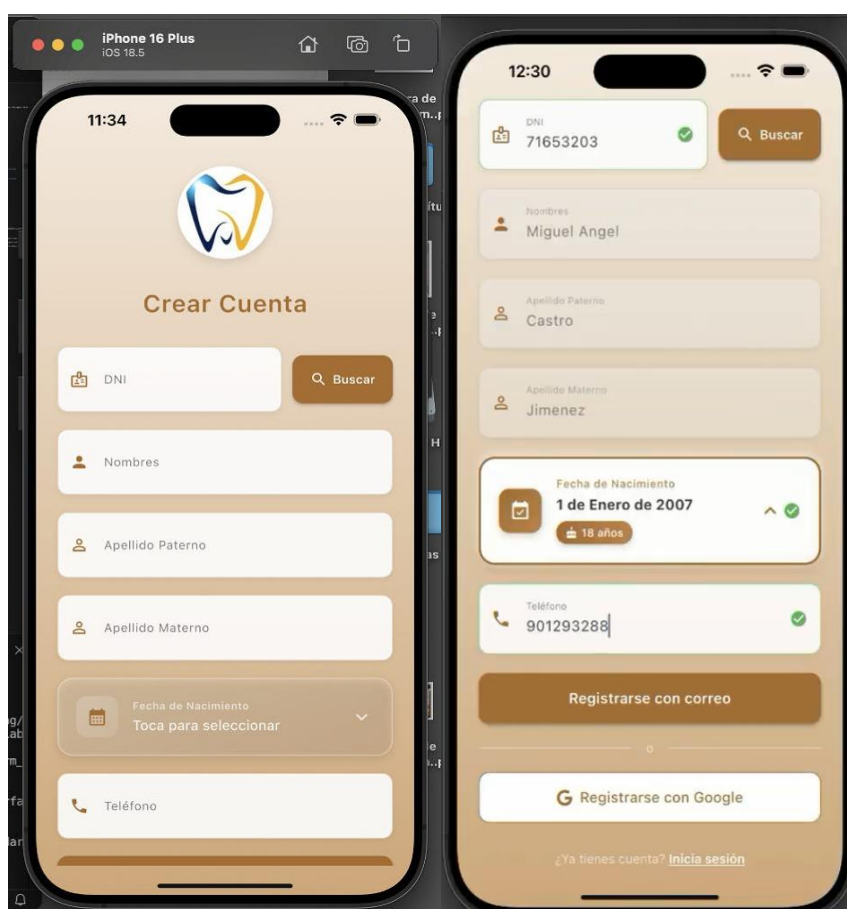 iPhone 16 Plus
iOS 18.5
11:34
Crear Cuenta
DNI
Buscar
Nombres
Apellido Paterno
Apellido Materno
Fecha de Nacimiento
Toca para seleccionar
Teléfono
12:30
DNI
71653203
Buscar
Nombres
Miguel Angel
Apellido Paterno
Castro
Apellido Materno
Jimenez
Fecha de Nacimiento
1 de Enero de 2007
18 años
Teléfono
901293288
Registrarse con correo
o
G Registrarse con Google
¿Ya tienes cuenta? Inicia sesión